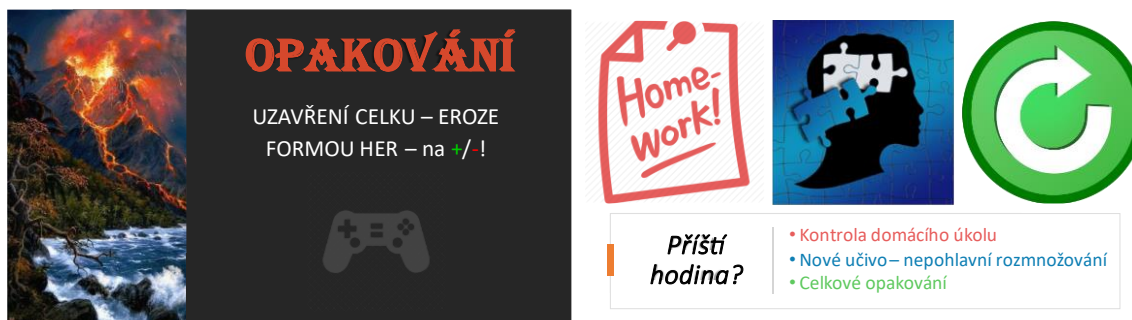 OPAKOVÁNÍ
UZAVŘENÍ CELKU – EROZE
FORMOU HER – na +/-!
Home-
work!
Příští
hodina?
• Kontrola domácího úkolu
• Nové učivo – nepohlavní rozmnožování
• Celkové opakování